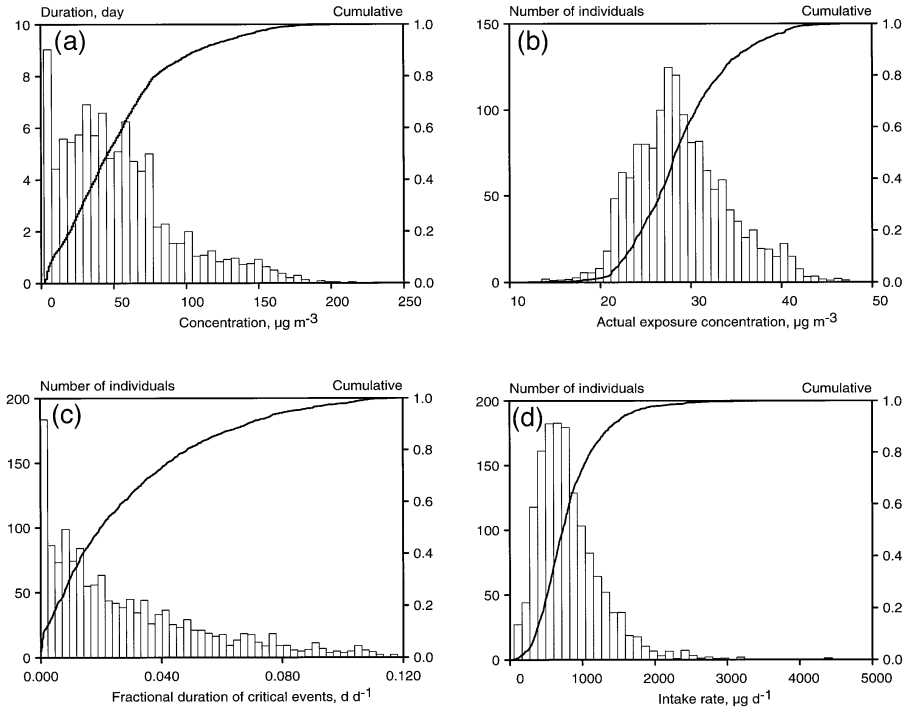 Duration, day Cumulative
(a)
10 1.0
8 0.8
6 0.6
4 0.4
2 0.2
0 0.0
0 50 100 150 200 250
Concentration, µg m-3
Number of individuals Cumulative
(b)
150 1.0
0.8
100
0.6
50 0.4
0.2
0 0.0
10 20 30 40 50
Actual exposure concentration, µg m-3
Number of individuals Cumulative
(c)
200 1.0
150 0.8
0.6
100
0.4
50
0.2
0 0.0
0.000 0.040 0.080 0.120
Fractional duration of critical events, d d-1
Number of individuals Cumulative
(d)
200 1.0
150 0.8
0.6
100
0.4
50
0.2
0 0.0
0 1000 2000 3000 4000 5000
Intake rate, µg d-1